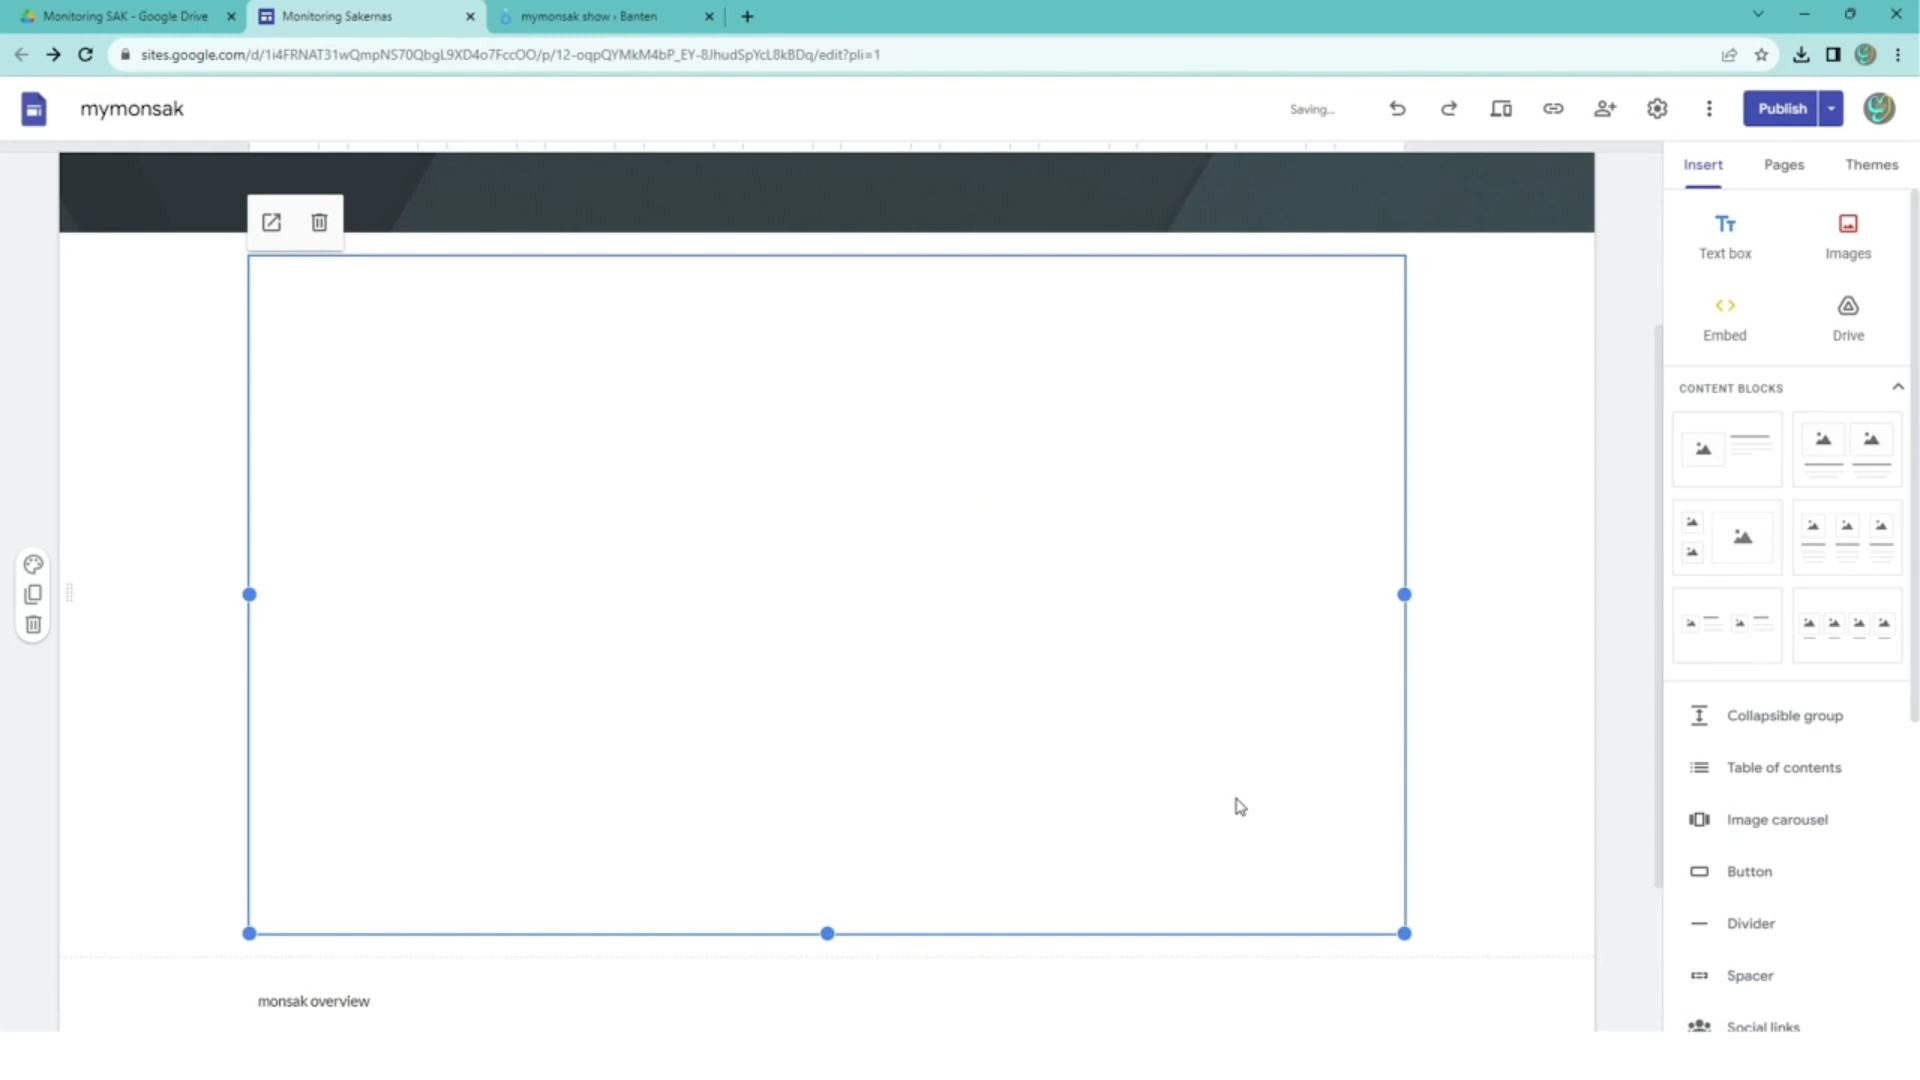 Monitoring SAK - Google Drive
Monitoring Sakernas
mymonsak show › Banten
sites.google.com/d/1i4FRNAT31wQmpNS70QbgL9XD4o7FccOO/p/12-oqpQYMkM4bP_EY-8JhudSpYcL8kBDq/edit?pli=1
mymonsak
Saving...
Publish
Insert
Pages
Themes
Text box
Images
Embed
Drive
CONTENT BLOCKS
Collapsible group
Table of contents
Image carousel
Button
Divider
Spacer
Social links
monsak overview